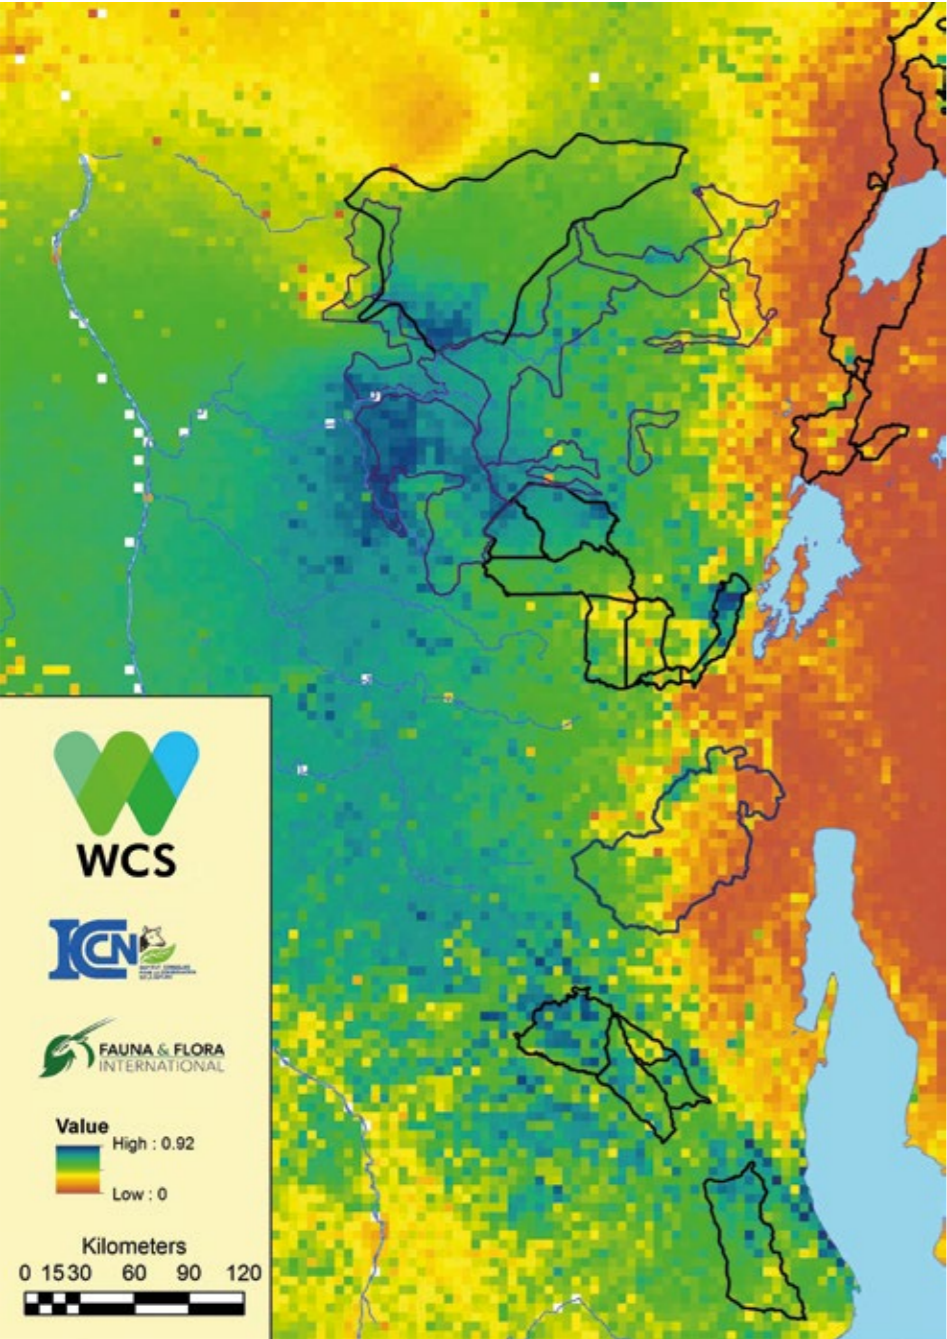 WCS
ICCN
FAUNA & FLORA
INTERNATIONAL
Value
High : 0.92
Low : 0
Kilometers
0 15 30 60 90 120